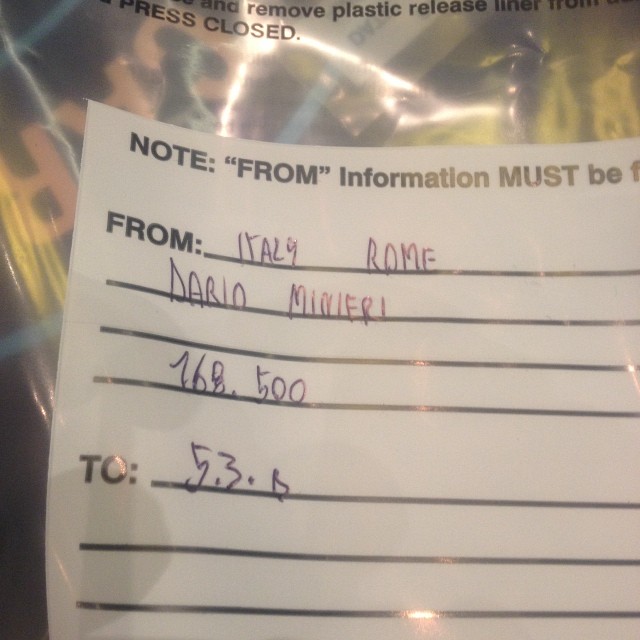 and remove plastic release liner from
PRESS CLOSED.
NOTE: "FROM" Information MUST be f
FROM: ITALY ROME
DARIO MINIERI
168.500
TO: 5.3. B